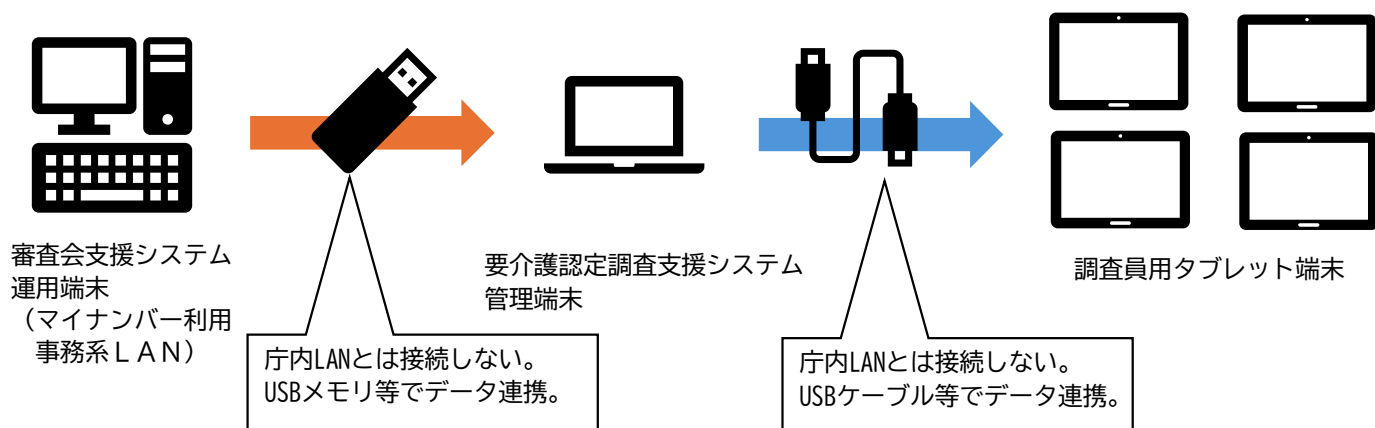 審査会支援システム
運用端末
（マイナンバー利用
事務系ＬＡＮ）
庁内LANとは接続しない。
USBメモリ等でデータ連携。
要介護認定調査支援システム
管理端末
庁内LANとは接続しない。
USBケーブル等でデータ連携。
調査員用タブレット端末